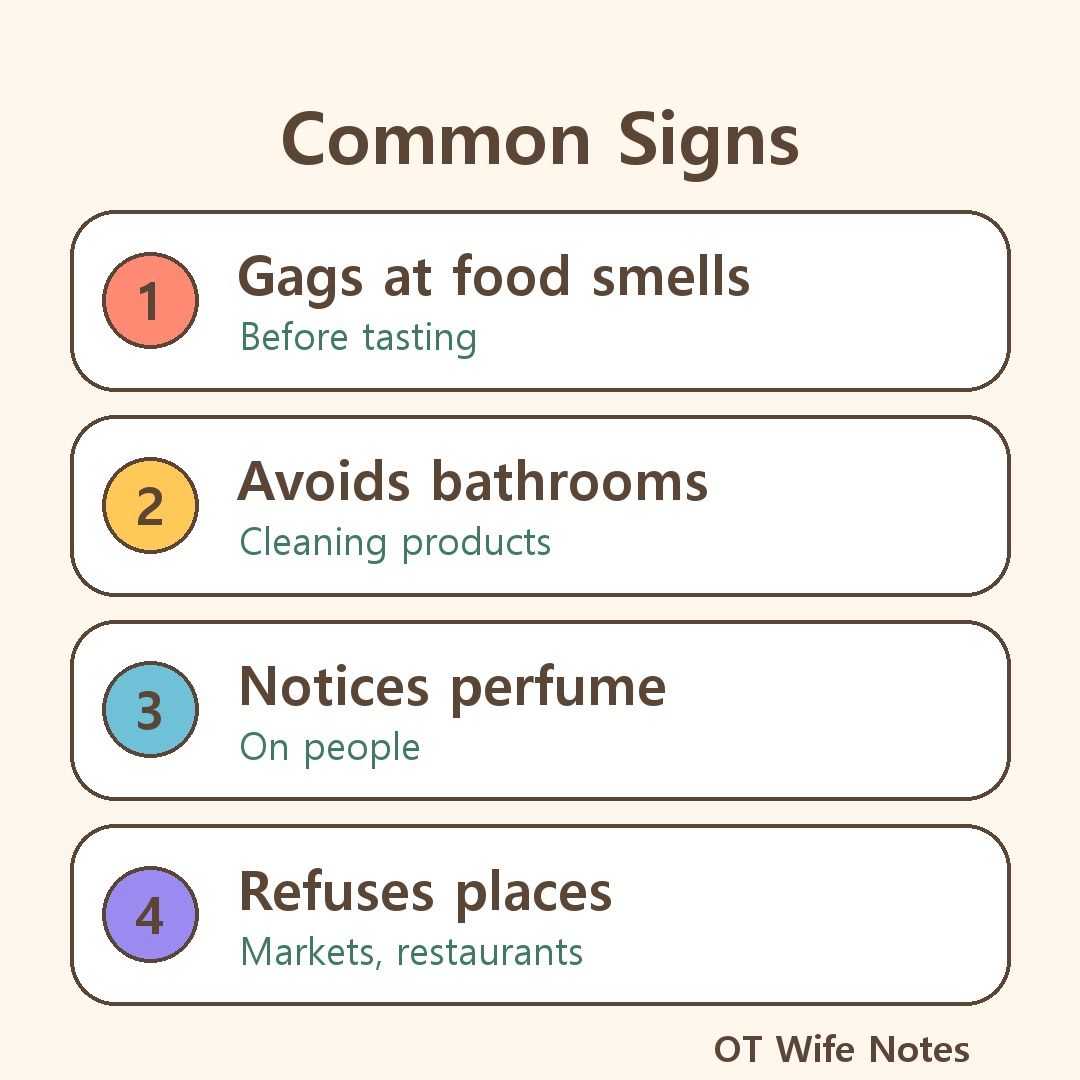 Common Signs
1
Gags at food smells
Before tasting
2
Avoids bathrooms
Cleaning products
3
Notices perfume
On people
4
Refuses places
Markets, restaurants
OT Wife Notes